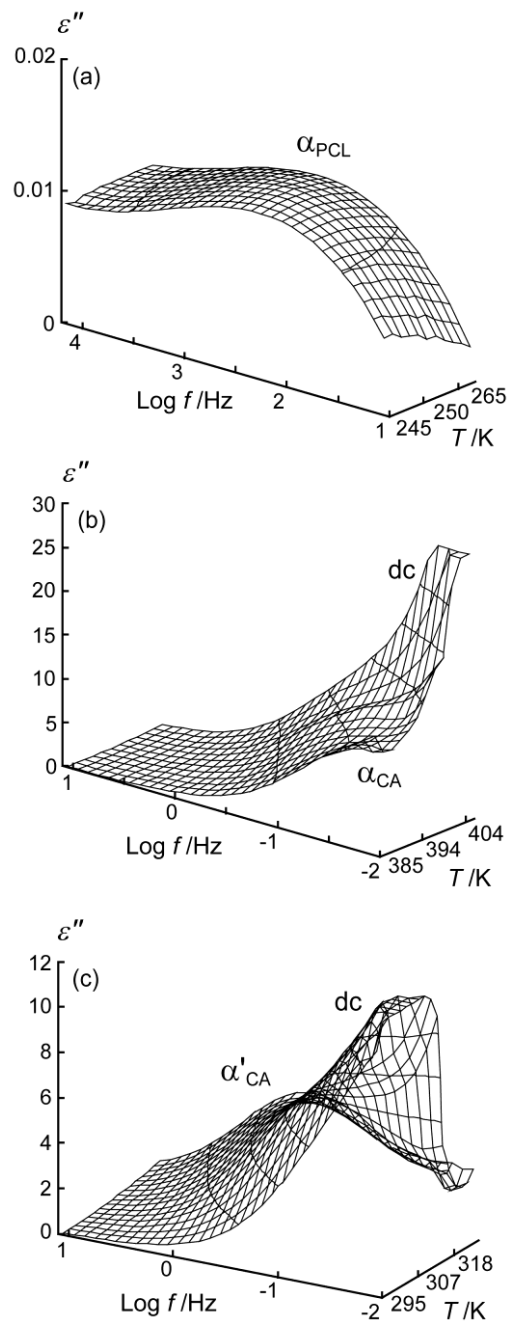 ε″
0.02
(a)
α_PCL
0.01
0
4
3
2
1
Log f /Hz
245
250
265
T /K
ε″
30
(b)
25
dc
20
15
10
5
α_CA
0
1
0
-1
-2
Log f /Hz
385
394
404
T /K
ε″
12
(c)
10
dc
8
α'_CA
6
4
2
0
1
0
-1
-2
Log f /Hz
295
307
318
T /K